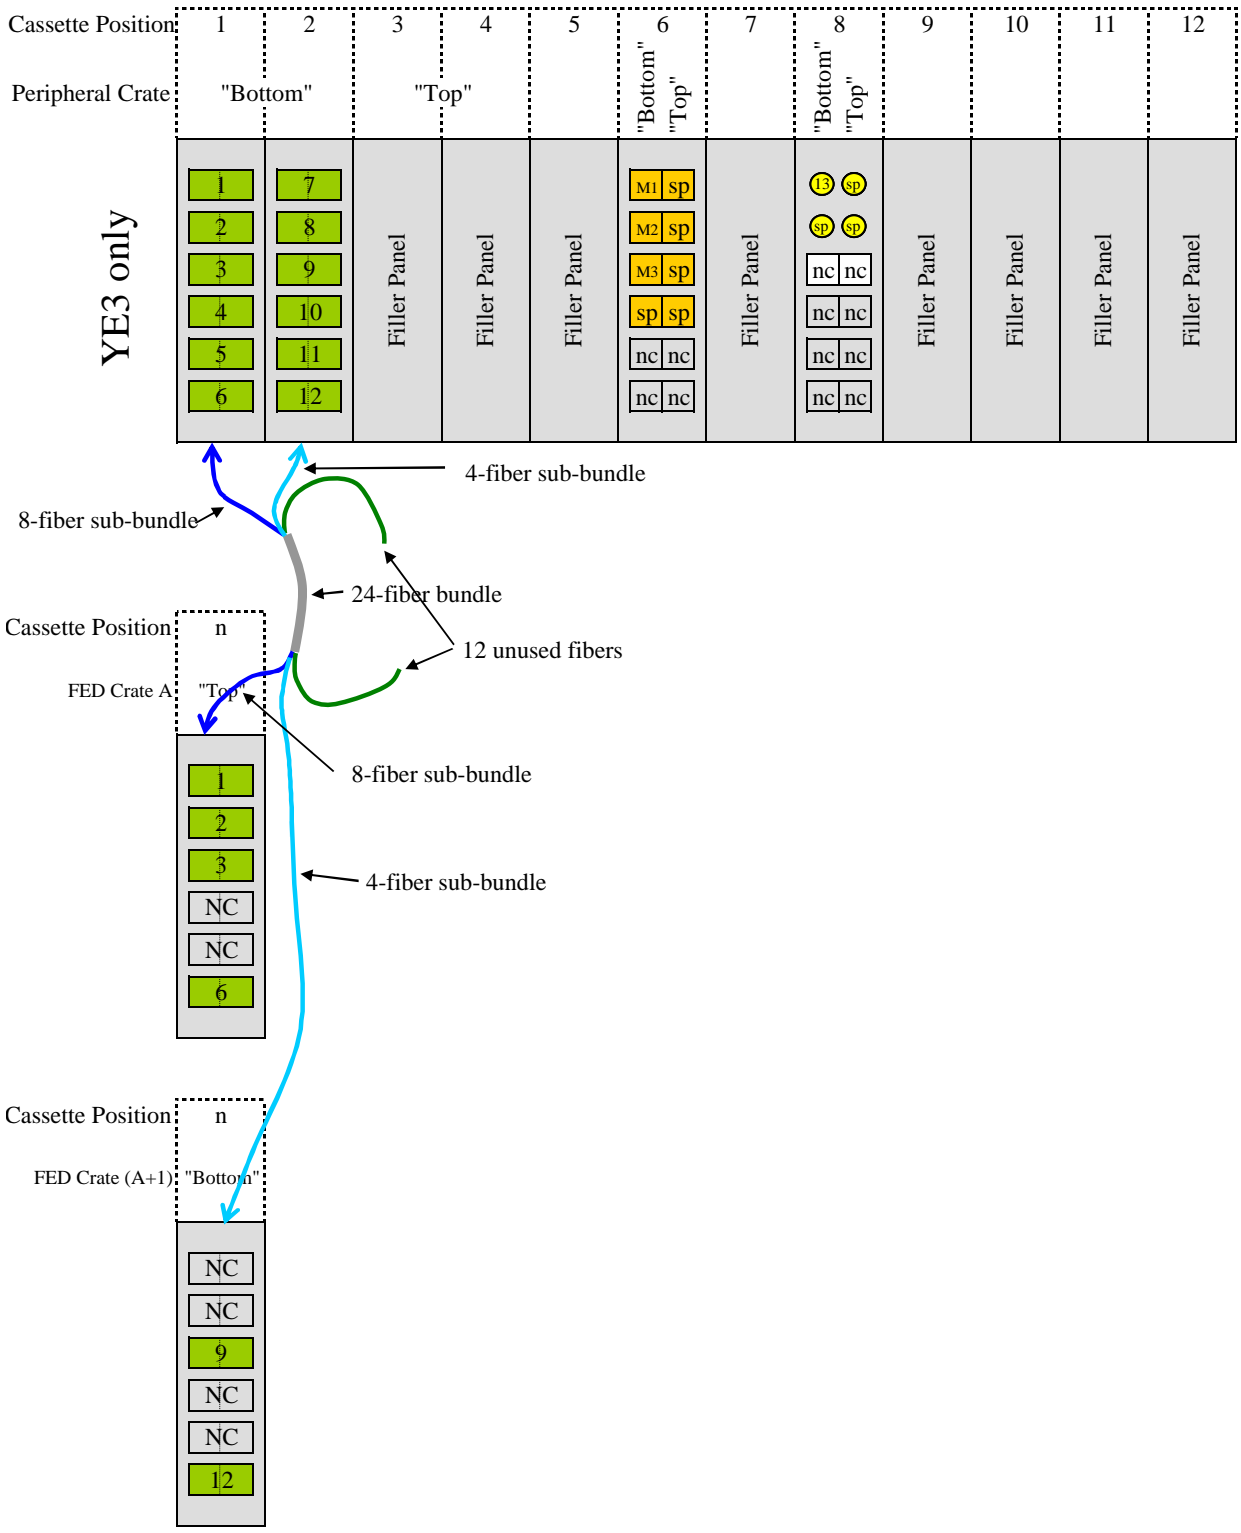 Cassette Position 1 2 3 4 5 6 7 8 9 10 11 12
Peripheral Crate "Bottom" "Top" "Bottom" "Top" "Bottom" "Top"
YE3 only
1 7 M1 sp 13 sp
2 8 M2 sp sp sp
3 9 M3 sp nc nc
4 10 sp sp nc nc
5 11 nc nc nc nc
6 12 nc nc nc nc
Filler Panel
Filler Panel
Filler Panel
Filler Panel
Filler Panel
Filler Panel
Filler Panel
Filler Panel
4-fiber sub-bundle
8-fiber sub-bundle
24-fiber bundle
Cassette Position n
12 unused fibers
FED Crate A "Top"
8-fiber sub-bundle
1
2
3
4-fiber sub-bundle
NC
NC
6
Cassette Position n
FED Crate (A+1) "Bottom"
NC
NC
9
NC
NC
12